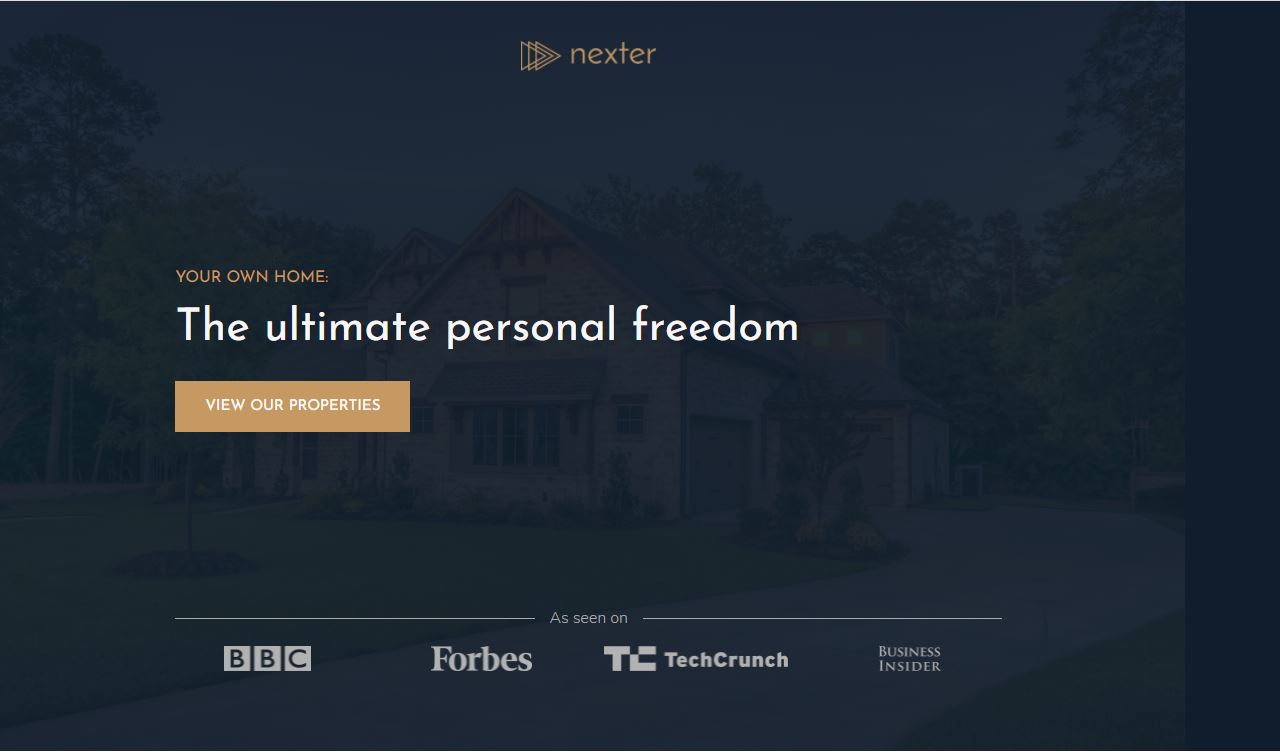 nexter
YOUR OWN HOME:
The ultimate personal freedom
VIEW OUR PROPERTIES
As seen on
BBC
Forbes
TC TechCrunch
BUSINESS
INSIDER